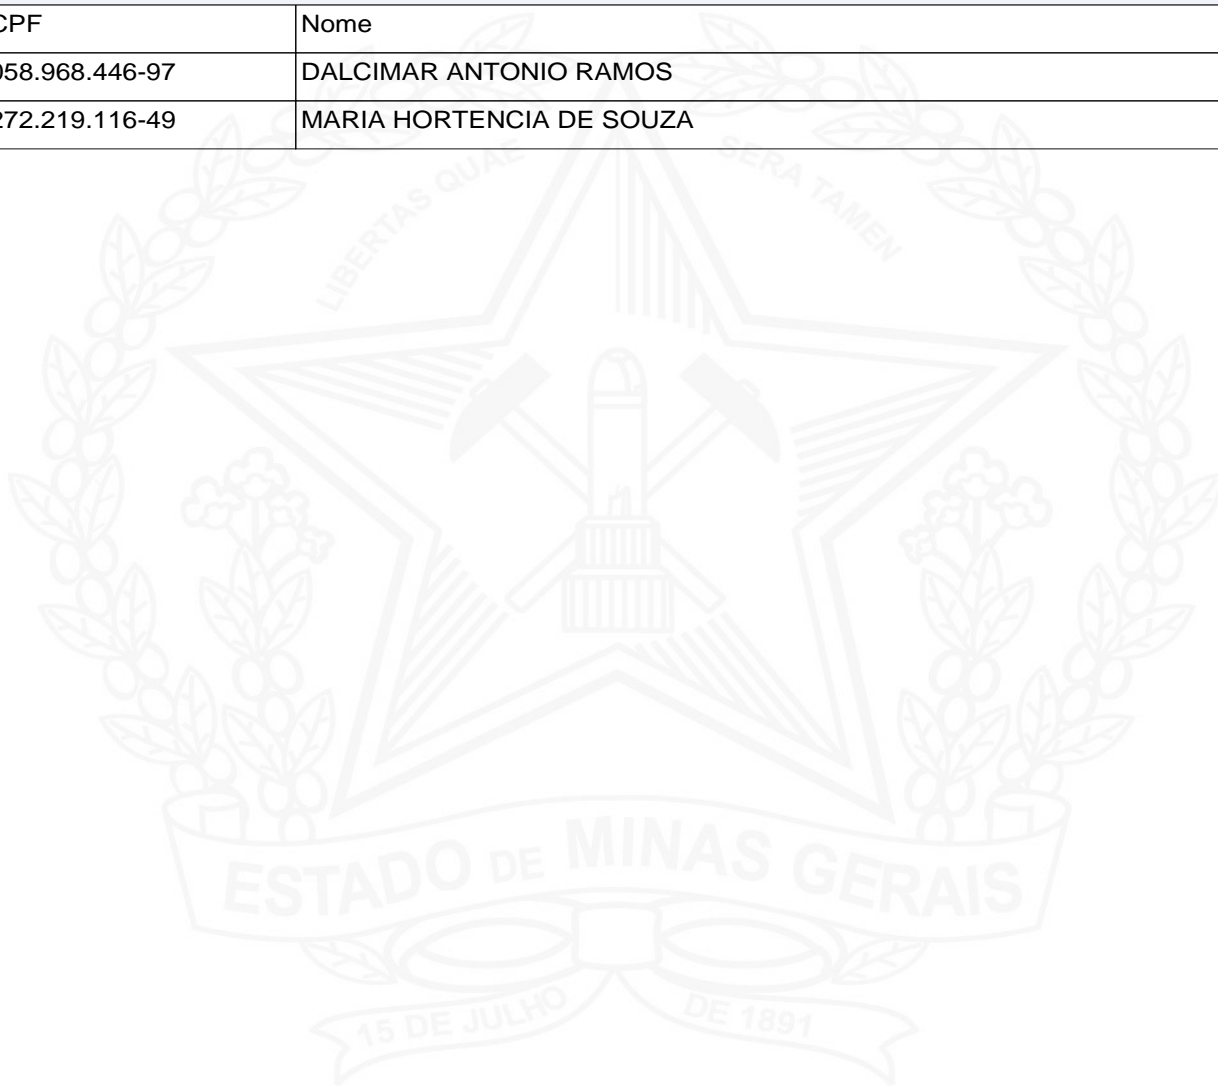 CPF Nome
058.968.446-97 DALCIMAR ANTONIO RAMOS
272.219.116-49 MARIA HORTENCIA DE SOUZA
LIBERTAS QUAE SERA TAMEN
ESTADO DE MINAS GERAIS
15 DE JULHO DE 1891